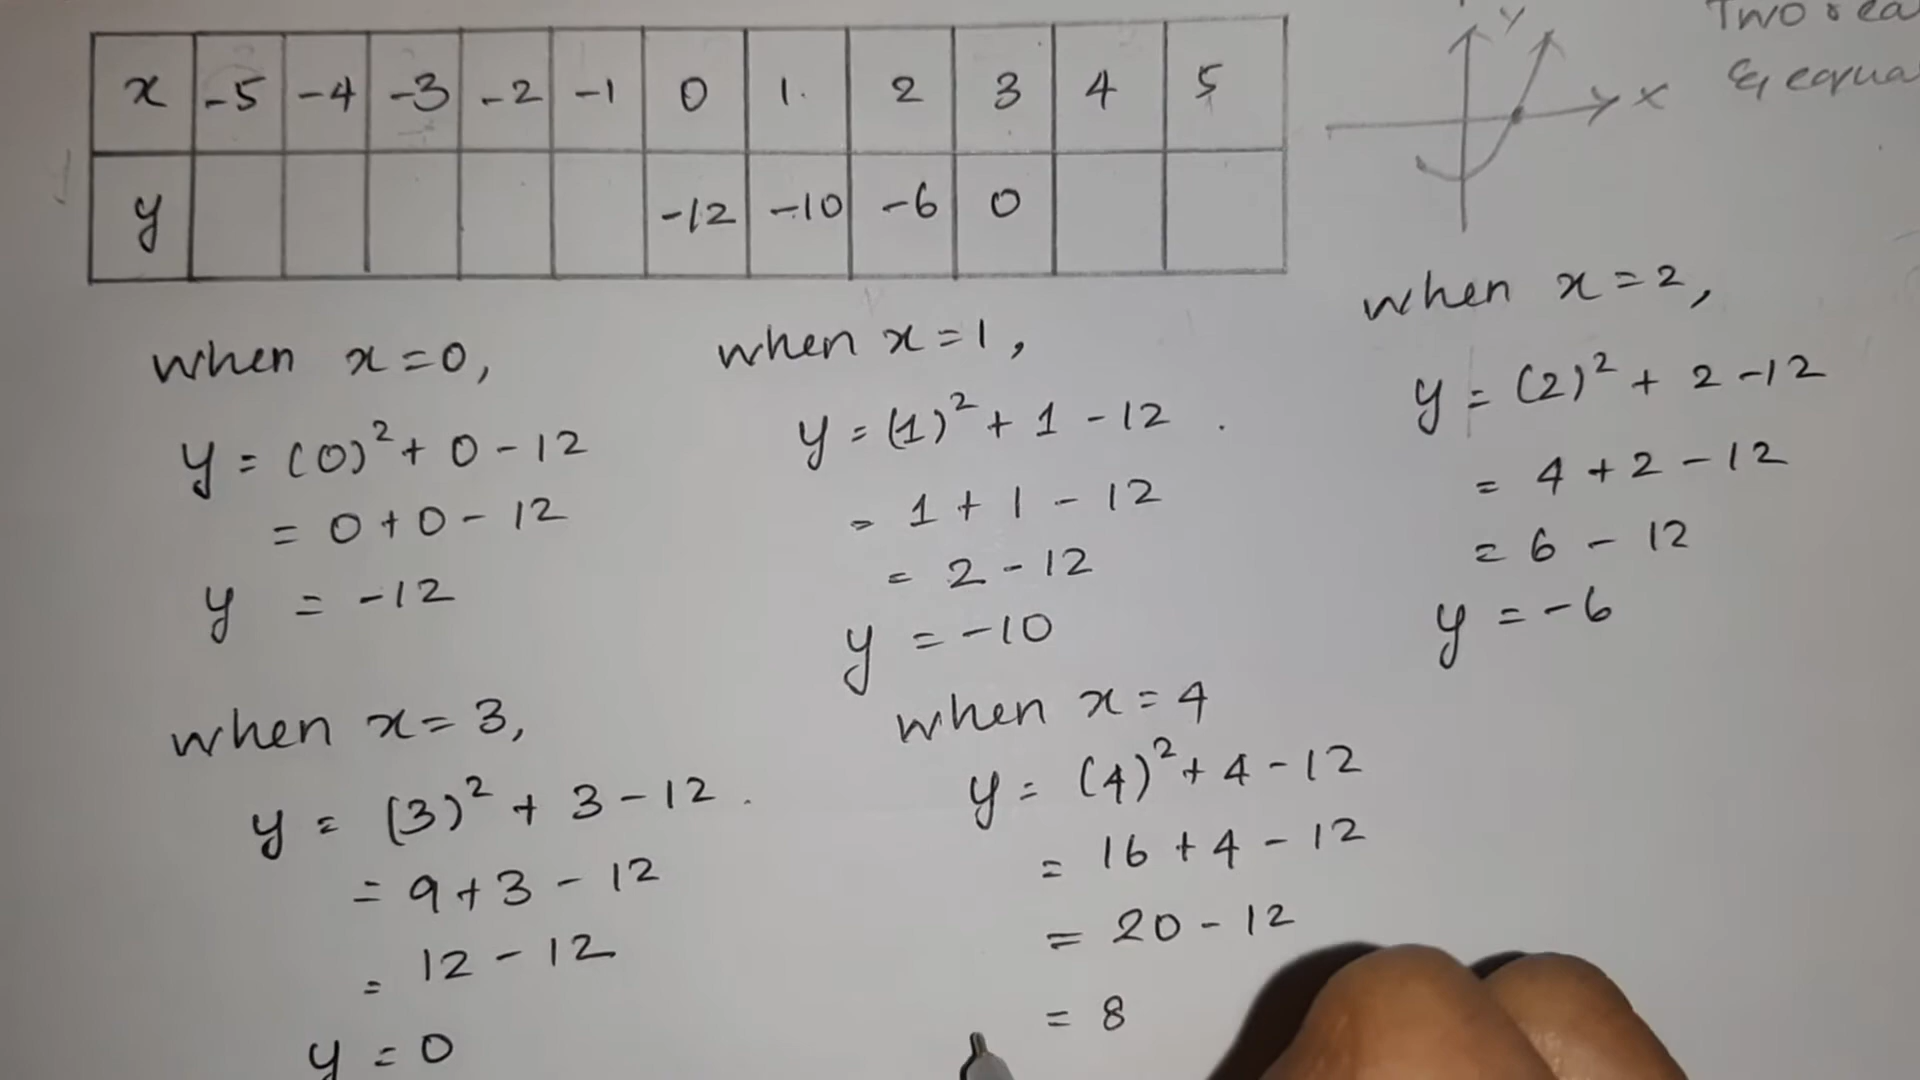 x -5 -4 -3 -2 -1 0 1 2 3 4 5
y -12 -10 -6 0
y
x
Two
&
when x=0,
y = (0)² + 0 - 12
= 0 + 0 - 12
y = -12
when x=1,
y = (1)² + 1 - 12
= 1 + 1 - 12
= 2 - 12
y = -10
when x=2,
y = (2)² + 2 - 12
= 4 + 2 - 12
= 6 - 12
y = -6
when x=3,
y = (3)² + 3 - 12
= 9 + 3 - 12
= 12 - 12
y = 0
when x=4
y = (4)² + 4 - 12
= 16 + 4 - 12
= 20 - 12
= 8